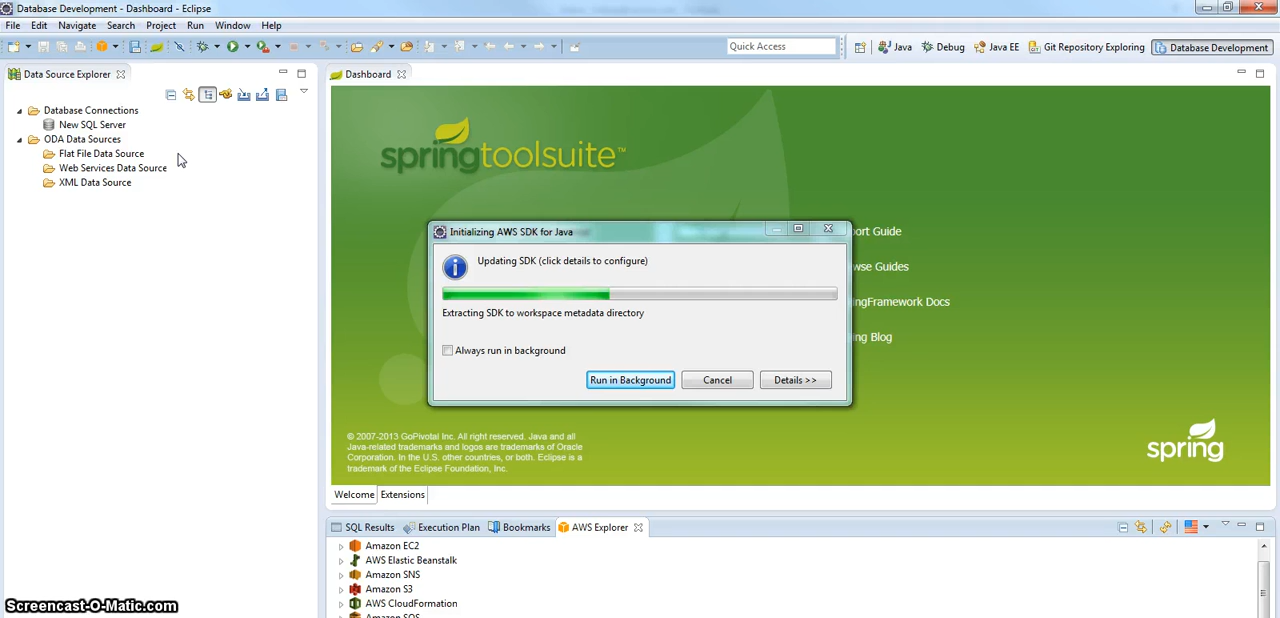 Database Development - Dashboard - Eclipse
File Edit Navigate Search Project Run Window Help
Quick Access
Java Debug Java EE Git Repository Exploring Database Development
Data Source Explorer
Database Connections
New SQL Server
ODA Data Sources
Flat File Data Source
Web Services Data Source
XML Data Source
Dashboard
springtoolsuite™
Initializing AWS SDK for Java
Updating SDK (click details to configure)
Extracting SDK to workspace metadata directory
Always run in background
Run in Background Cancel Details >>
ort Guide
wse Guides
ingFramework Docs
ng Blog
© 2007-2013 GoPivotal Inc. All right reserved. Java and all
Java-related trademarks and logos are trademarks of Oracle
Corporation. In the U.S. other countries, or both. Eclipse is a
trademark of the Eclipse Foundation, Inc.
spring
Welcome Extensions
SQL Results Execution Plan Bookmarks AWS Explorer
Amazon EC2
AWS Elastic Beanstalk
Amazon SNS
Amazon S3
AWS CloudFormation
Amazon SQS
Screencast-O-Matic.com